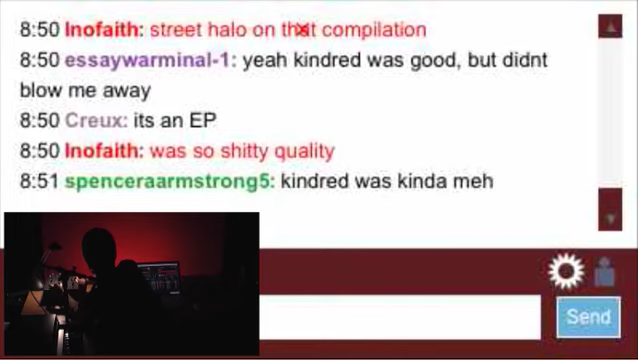 8:50 Inofaith: street halo on that compilation
8:50 essaywarminal-1: yeah kindred was good, but didnt
blow me away
8:50 Creux: its an EP
8:50 Inofaith: was so shitty quality
8:51 spenceraarmstrong5: kindred was kinda meh
Send